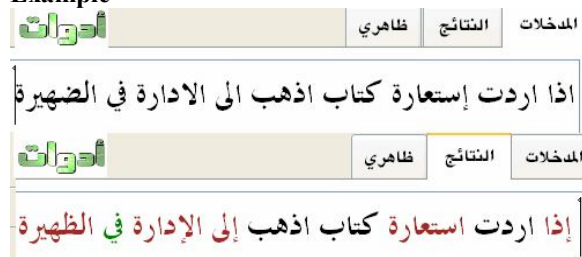 Example
المدخلات النتائج ظاهري أدوات
اذا اردت إستعارة كتاب اذهب الى الادارة في الضهيرة
المدخلات النتائج ظاهري أدوات
إذا اردت استعارة كتاب اذهب إلى الإدارة في الظهيرة